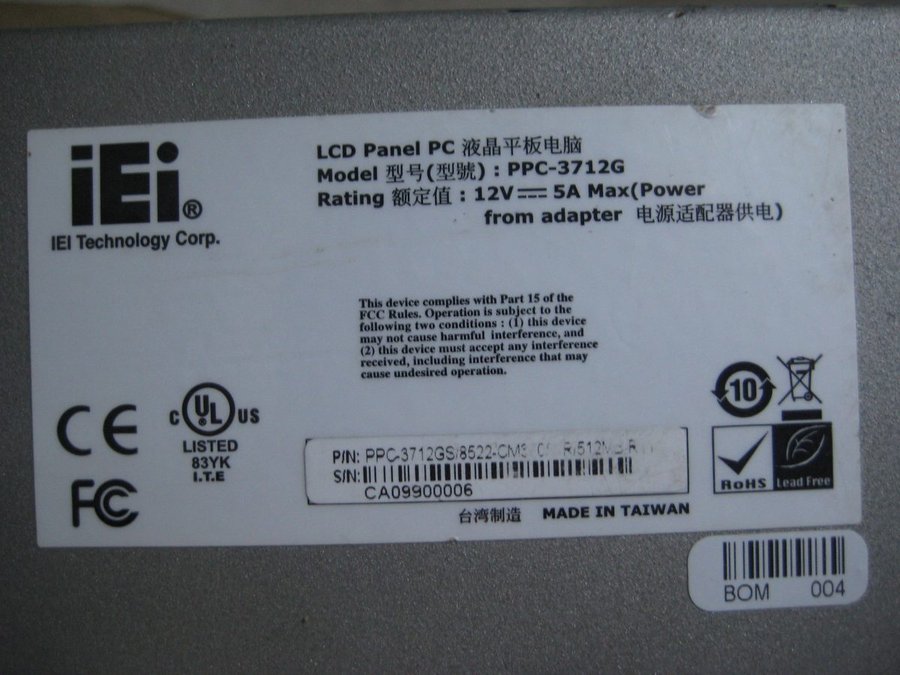 iEi®
IEI Technology Corp.
LCD Panel PC 液晶平板电脑
Model 型号(型號) : PPC-3712G
Rating 额定值 : 12V 5A Max(Power
from adapter 电源适配器供电)
This device complies with Part 15 of the
FCC Rules. Operation is subject to the
following two conditions : (1) this device
may not cause harmful interference, and
(2) this device must accept any interference
received, including interference that may
cause undesired operation.
CE
C UL US
LISTED
83YK
I.T.E
FC
10
RoHS
Lead Free
P/N: PPC-3712GS/8522-CM3
S/N:
CA09900006
台湾制造 MADE IN TAIWAN
BOM 004